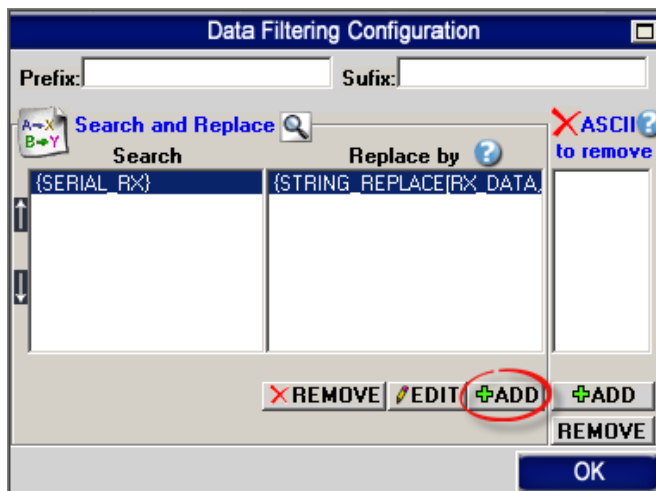 Data Filtering Configuration
Prefix: Sufix:
A→X
B→Y
Search and Replace
ASCII
to remove
Search Replace by
{SERIAL_RX} {STRING_REPLACE[RX_DATA,
REMOVE EDIT ADD ADD
REMOVE
OK